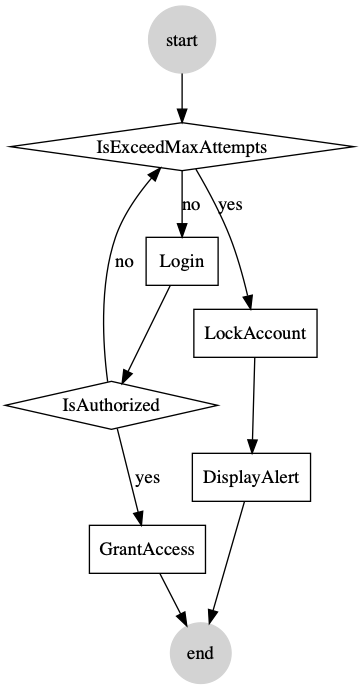 start
IsExceedMaxAttempts
no
yes
Login
no
LockAccount
IsAuthorized
yes
DisplayAlert
GrantAccess
end